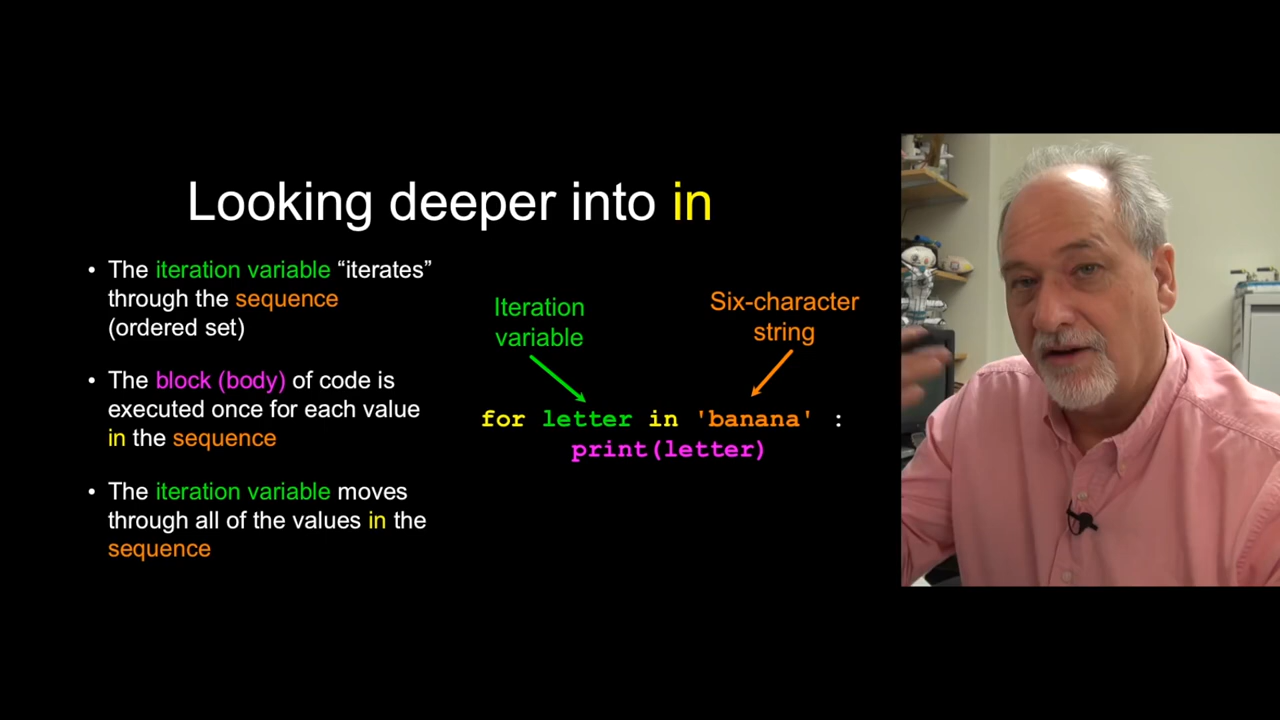 Looking deeper into in
• The iteration variable “iterates”
through the sequence
(ordered set)
• The block (body) of code is
executed once for each value
in the sequence
• The iteration variable moves
through all of the values in the
sequence
Iteration
variable
Six-character
string
for letter in 'banana' :
print(letter)